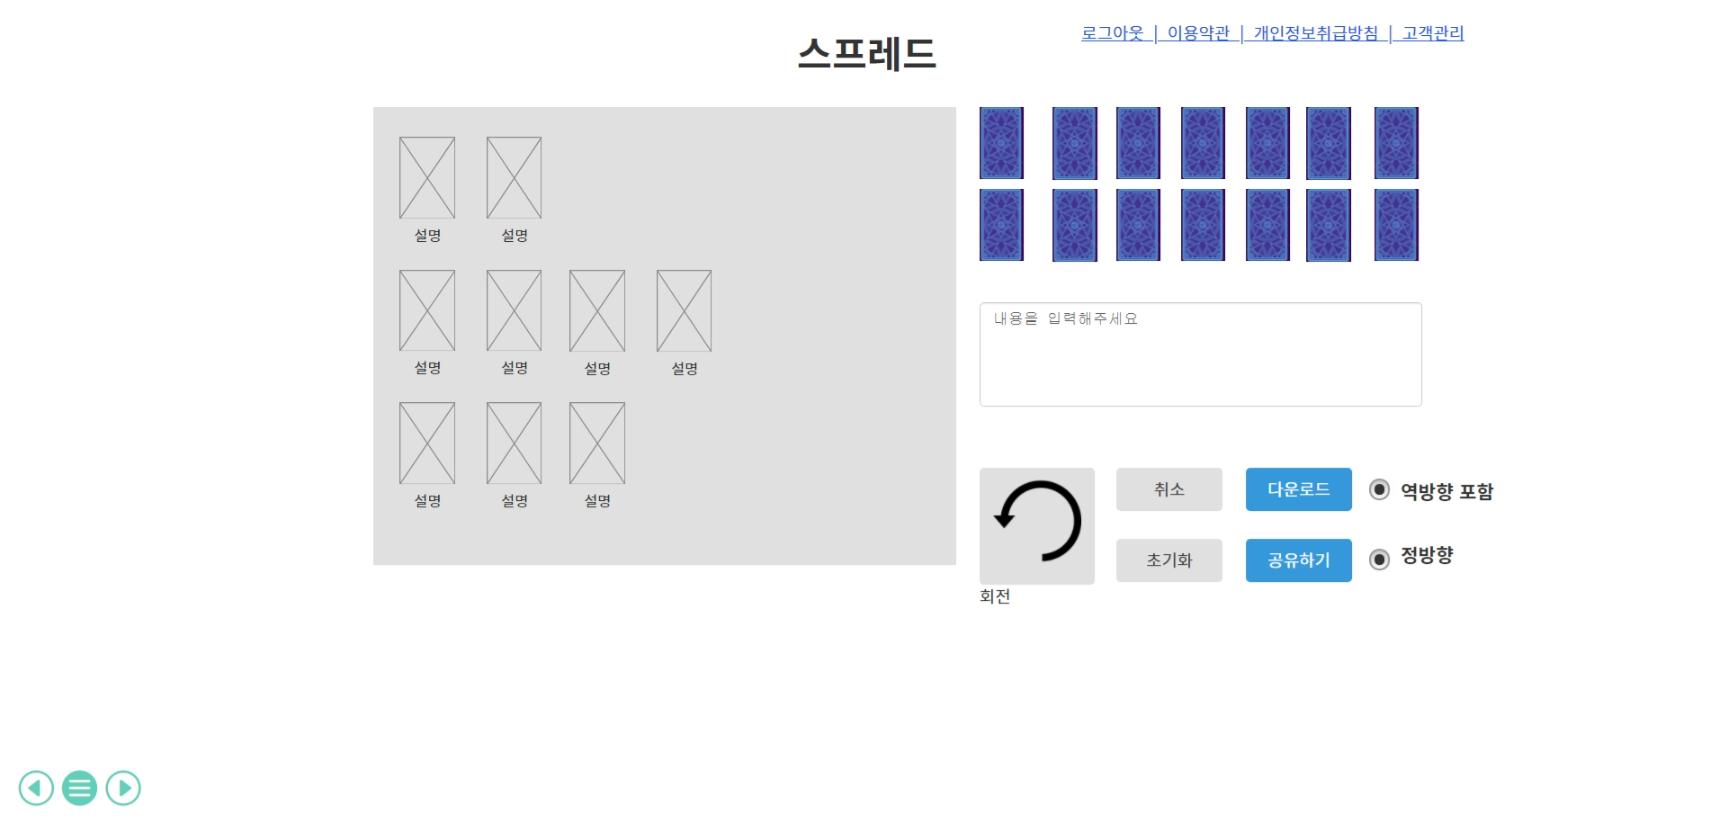 로그아웃 | 이용약관 | 개인정보취급방침 | 고객관리
스프레드
설명 설명
설명 설명 설명 설명
설명 설명 설명
내용을 입력해주세요
취소 다운로드 역방향 포함
초기화 공유하기 정방향
회전